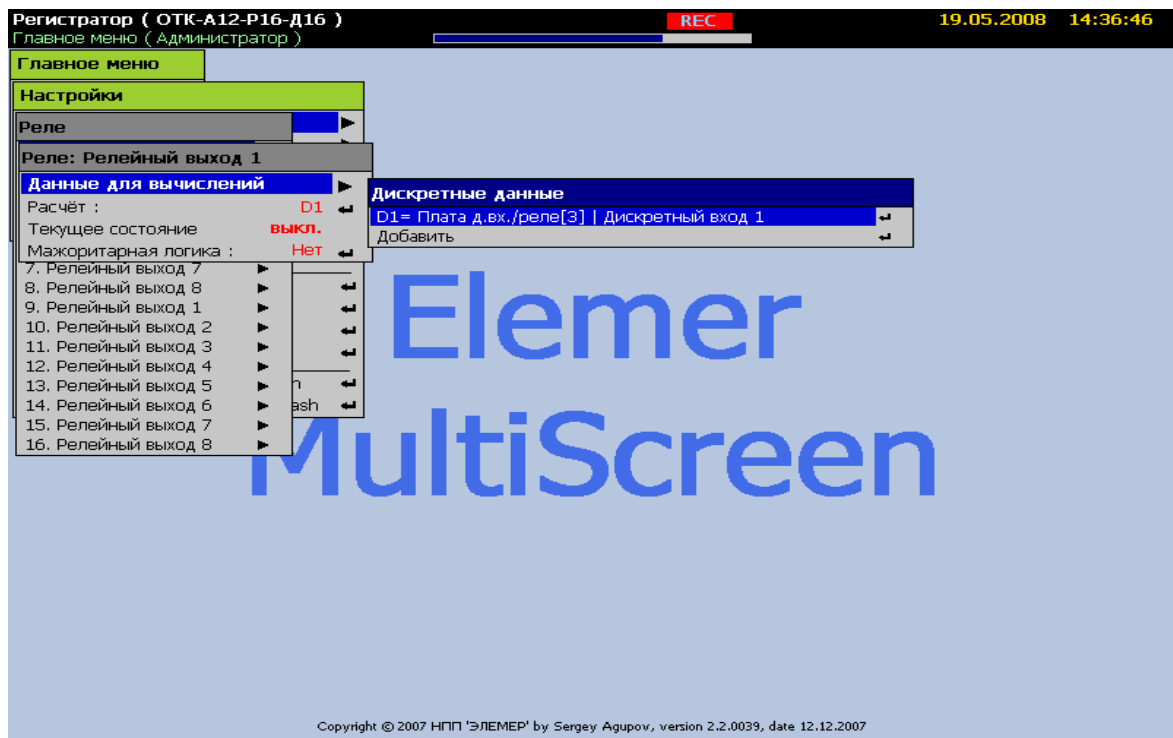 Регистратор ( ОТК-А12-Р16-Д16 )
REC
19.05.2008 14:36:46
Главное меню ( Администратор )
Главное меню
Настройки
Реле
Реле: Релейный выход 1
Данные для вычислений
Расчёт : D1
Текущее состояние выкл.
Мажоритарная логика : Нет
Дискретные данные
D1= Плата д.вх./реле[3] | Дискретный вход 1
Добавить
7. Релейный выход 7
8. Релейный выход 8
9. Релейный выход 1
10. Релейный выход 2
11. Релейный выход 3
12. Релейный выход 4
13. Релейный выход 5
14. Релейный выход 6
ash
15. Релейный выход 7
16. Релейный выход 8
Elemer
MultiScreen
Copyright © 2007 НПП 'ЭЛЕМЕР' by Sergey Agupov, version 2.2.0039, date 12.12.2007